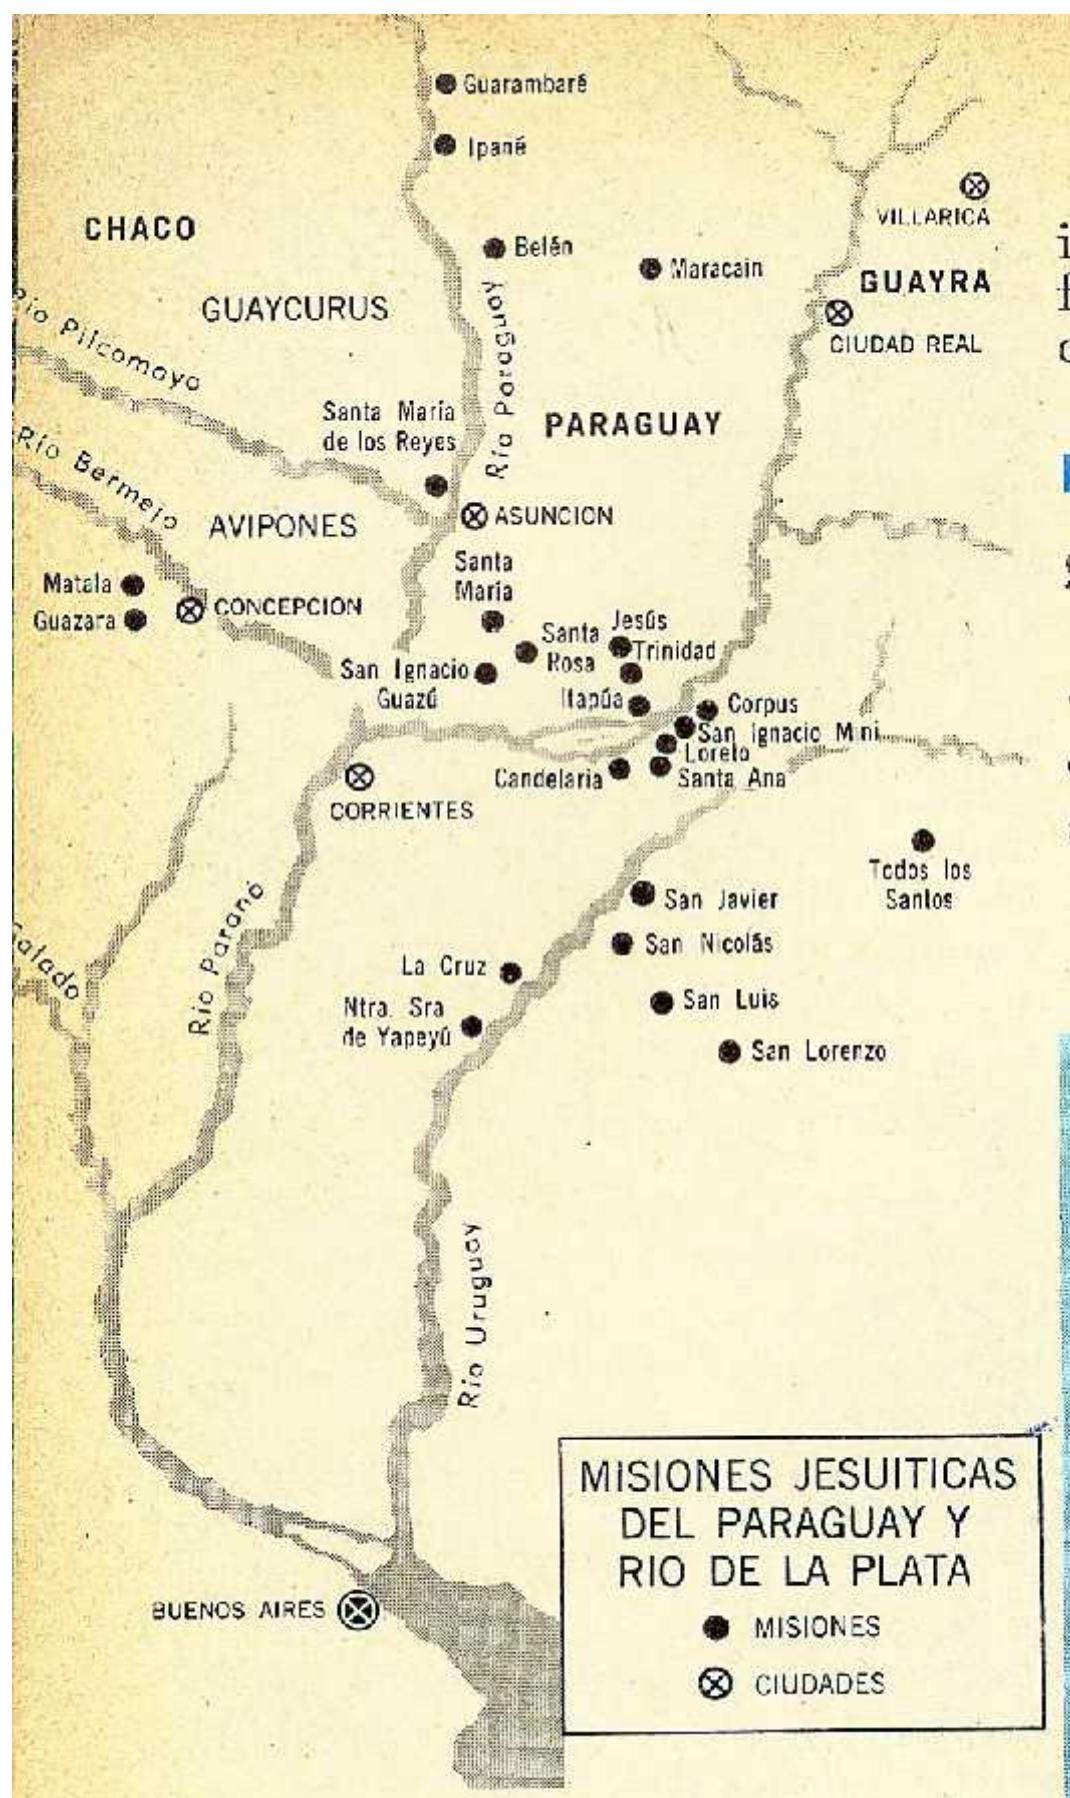 Guarambaré
Ipané
VILLARICA
CHACO
Belén
Maracain
GUAYRA
GUAYCURUS
Río Pilcomayo
Río Paraguay
CIUDAD REAL
Santa María
de los Reyes
PARAGUAY
Río Bermejo
ASUNCION
AVIPONES
Santa
María
Matala
CONCEPCION
Guazara
Jesús
Santa
Rosa
Trinidad
San Ignacio
Guazú
Itapúa
Corpus
San Ignacio Mini
Loreto
Candelaria
Santa Ana
CORRIENTES
Todos los
Santos
San Javier
Río Paraná
San Nicolás
Salado
La Cruz
San Luis
Ntra. Sra
de Yapeyú
San Lorenzo
Río Uruguay
MISIONES JESUITICAS
DEL PARAGUAY Y
RIO DE LA PLATA
BUENOS AIRES
MISIONES
CIUDADES